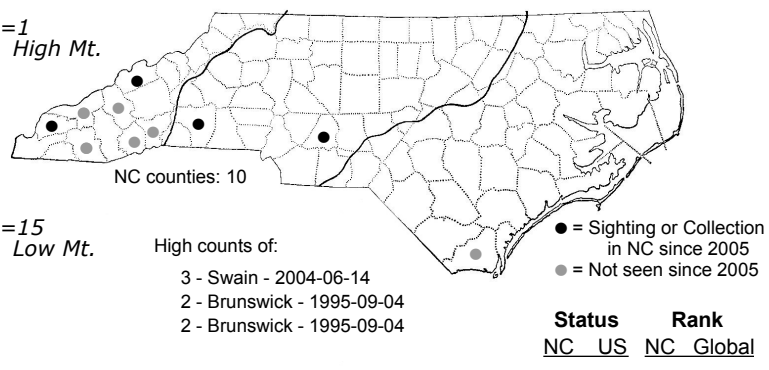 =1
High Mt.
NC counties: 10
=15
Low Mt.
High counts of:
3 - Swain - 2004-06-14
2 - Brunswick - 1995-09-04
2 - Brunswick - 1995-09-04
● = Sighting or Collection
in NC since 2005
● = Not seen since 2005
Status Rank
NC US NC Global